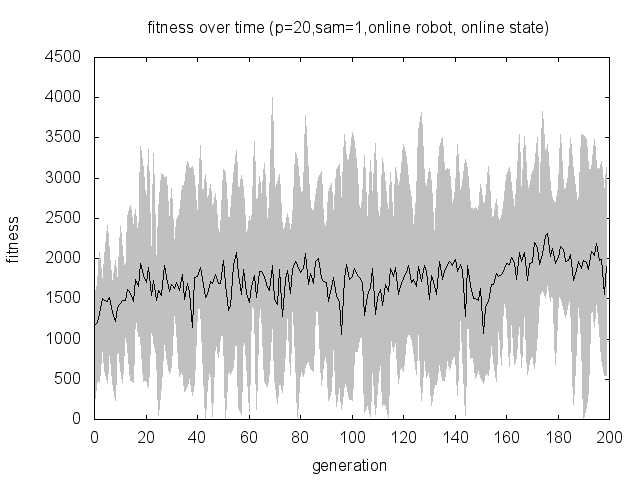 fitness over time (p=20,sam=1,online robot, online state)
4500
4000
3500
3000
2500
2000
1500
1000
500
0
fitness
0 20 40 60 80 100 120 140 160 180 200
generation